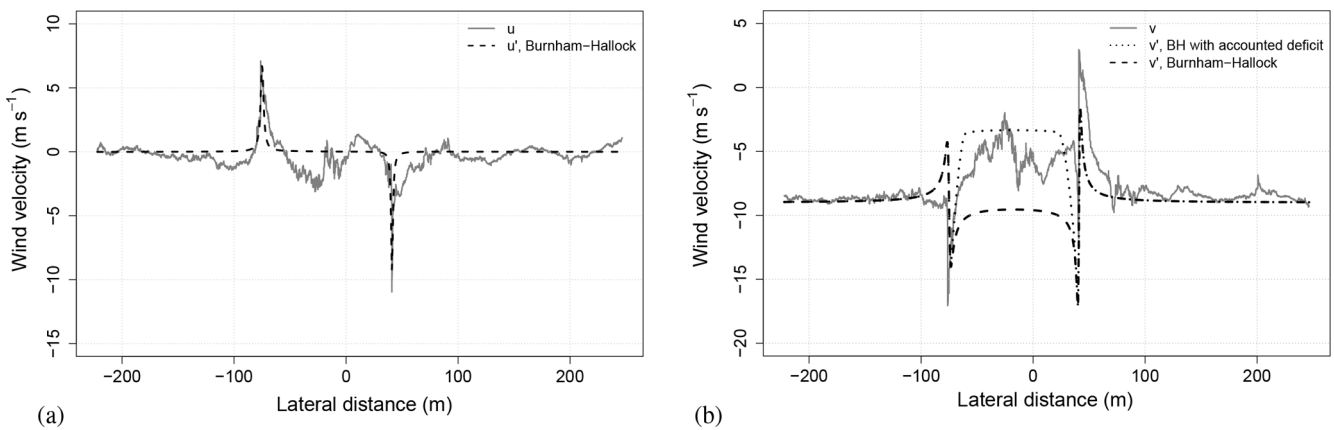 u
u', Burnham−Hallock
10
5
0
−5
−10
−15
Wind velocity (m s⁻¹)
−200
−100
0
100
200
Lateral distance (m)
(a)
v
v', BH with accounted deficit
v', Burnham−Hallock
5
0
−5
−10
−15
−20
Wind velocity (m s⁻¹)
−200
−100
0
100
200
Lateral distance (m)
(b)